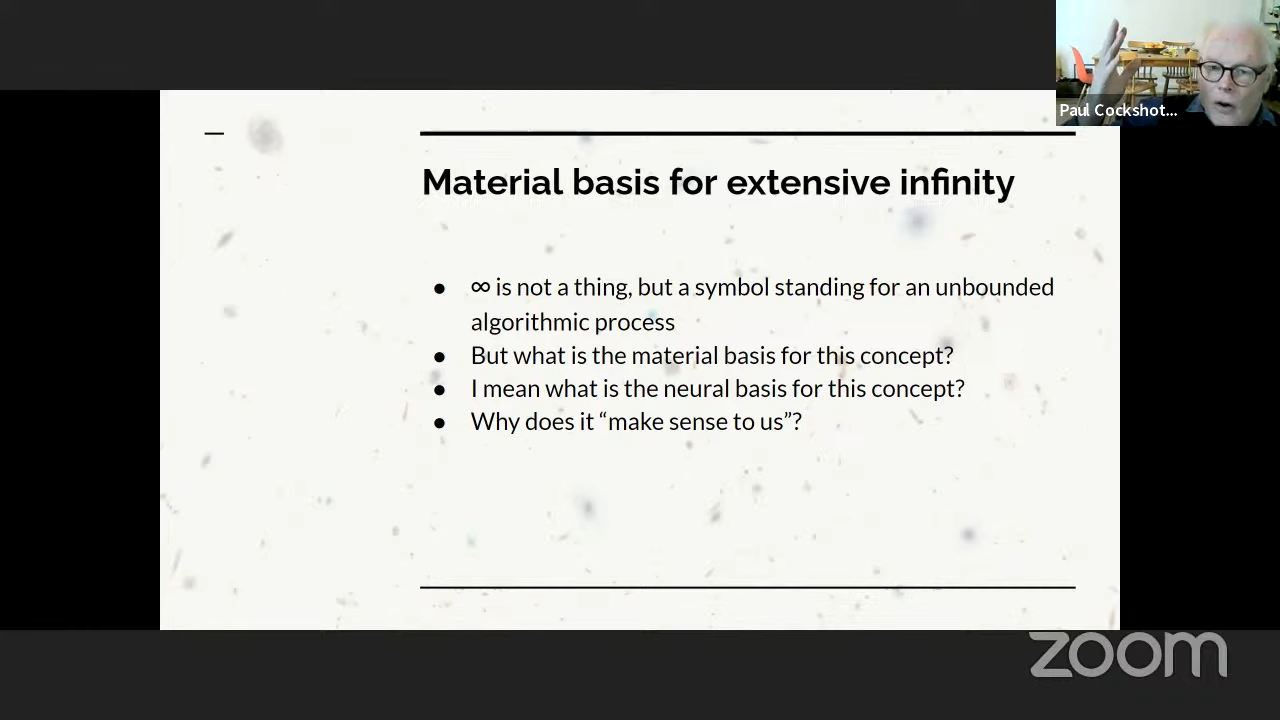 Paul Cockshot...
Material basis for extensive infinity
● ∞ is not a thing, but a symbol standing for an unbounded
algorithmic process
● But what is the material basis for this concept?
● I mean what is the neural basis for this concept?
● Why does it “make sense to us”?
zoom